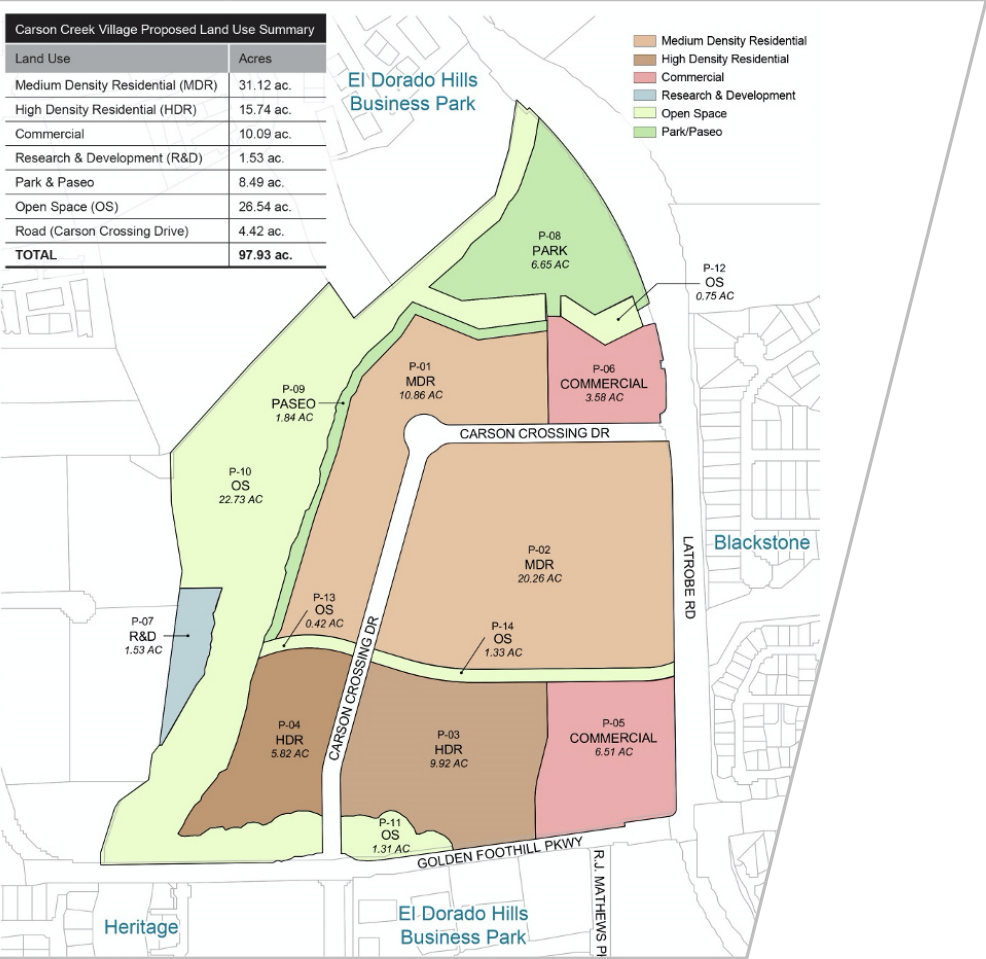 Carson Creek Village Proposed Land Use Summary
Land Use Acres
Medium Density Residential (MDR) 31.12 ac.
High Density Residential (HDR) 15.74 ac.
Commercial 10.09 ac.
Research & Development (R&D) 1.53 ac.
Park & Paseo 8.49 ac.
Open Space (OS) 26.54 ac.
Road (Carson Crossing Drive) 4.42 ac.
TOTAL 97.93 ac.
El Dorado Hills
Business Park
Medium Density Residential
High Density Residential
Commercial
Research & Development
Open Space
Park/Paseo
P-08
PARK
6.65 AC
P-12
OS
0.75 AC
P-01
MDR
10.86 AC
P-06
COMMERCIAL
3.58 AC
P-09
PASEO
1.84 AC
CARSON CROSSING DR
P-10
OS
22.73 AC
P-02
MDR
20.26 AC
LATROBE RD
Blackstone
P-13
OS
0.42 AC
P-07
R&D
1.53 AC
P-14
OS
1.33 AC
CARSON CROSSING DR
P-04
HDR
5.82 AC
P-03
HDR
9.92 AC
P-05
COMMERCIAL
6.51 AC
P-11
OS
1.31 AC
GOLDEN FOOTHILL PKWY
R.J. MATHEWS
Heritage
El Dorado Hills
Business Park